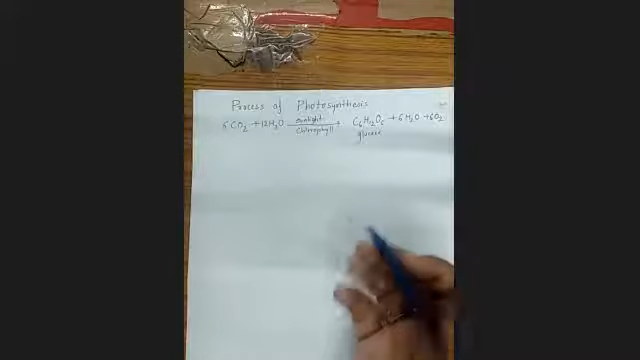 Process of Photosynthesis
6CO2 + 12H2O sunlight
chlorophyll → C6H12O6 + 6H2O + 6O2
glucose